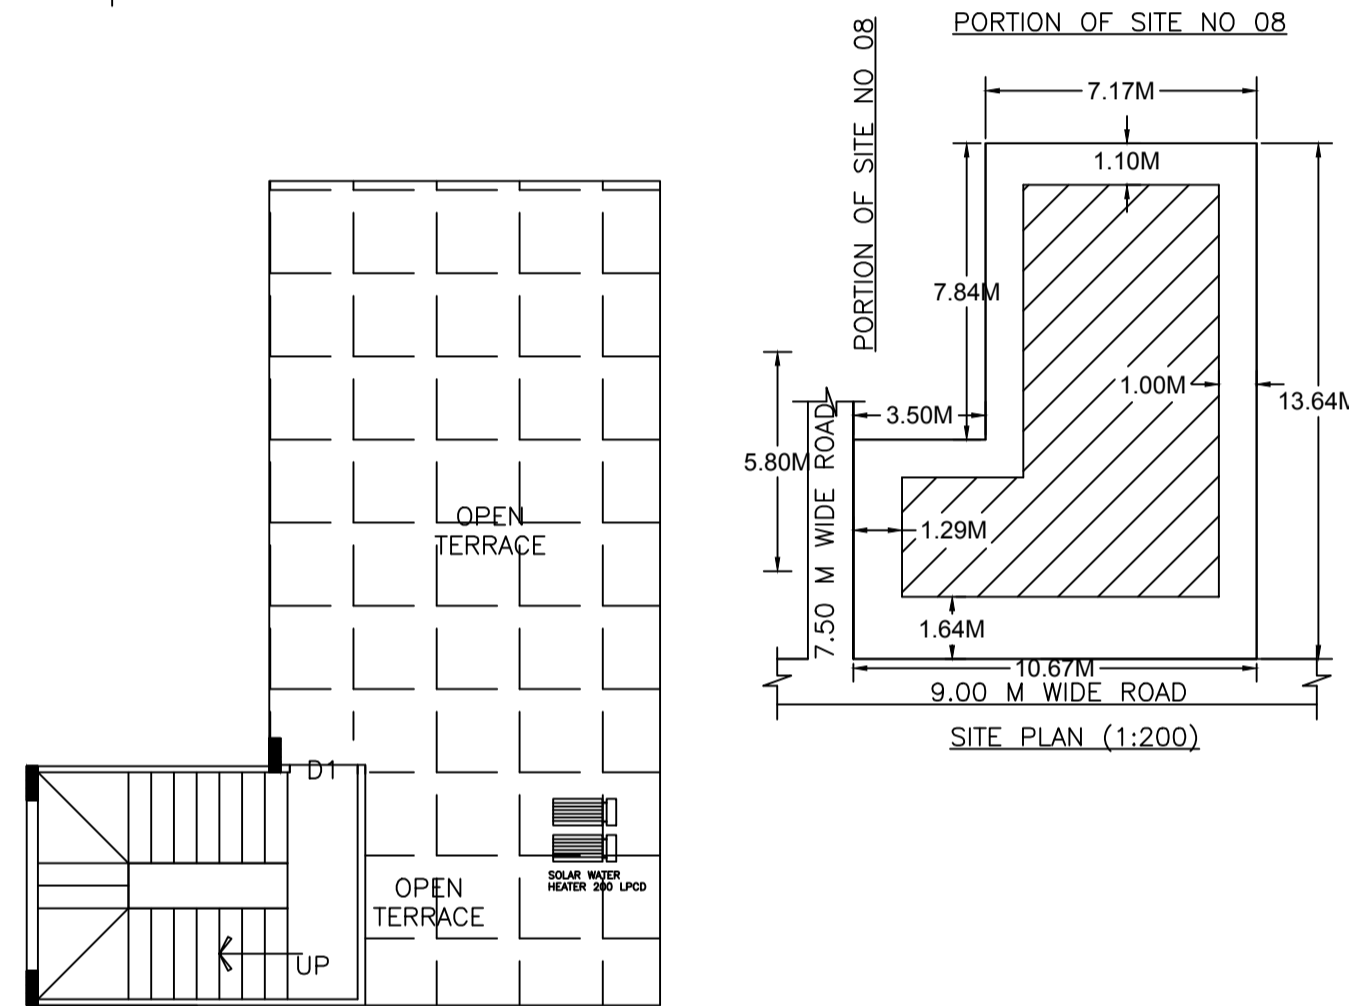 PORTION OF SITE NO 08
PORTION OF SITE NO 08
7.17M
1.10M
7.84M
1.00M
13.64M
3.50M
5.80M
7.50 M WIDE ROAD
1.29M
1.64M
10.67M
9.00 M WIDE ROAD
SITE PLAN (1:200)
OPEN
TERRACE
D1
SOLAR WATER
HEATER 200 LPCD
OPEN
TERRACE
UP